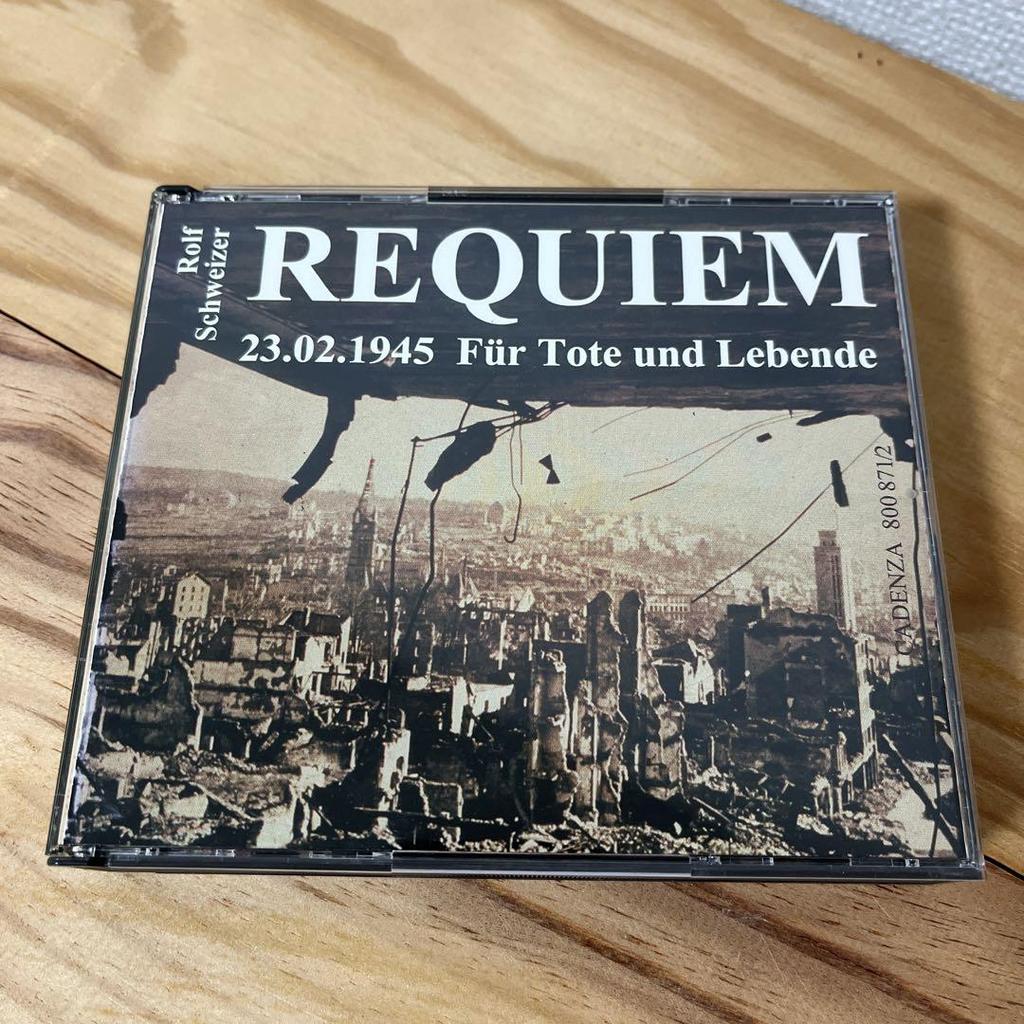 Rolf
Schweizer
REQUIEM
23.02.1945 Für Tote und Lebende
CADENZA 800 871/2